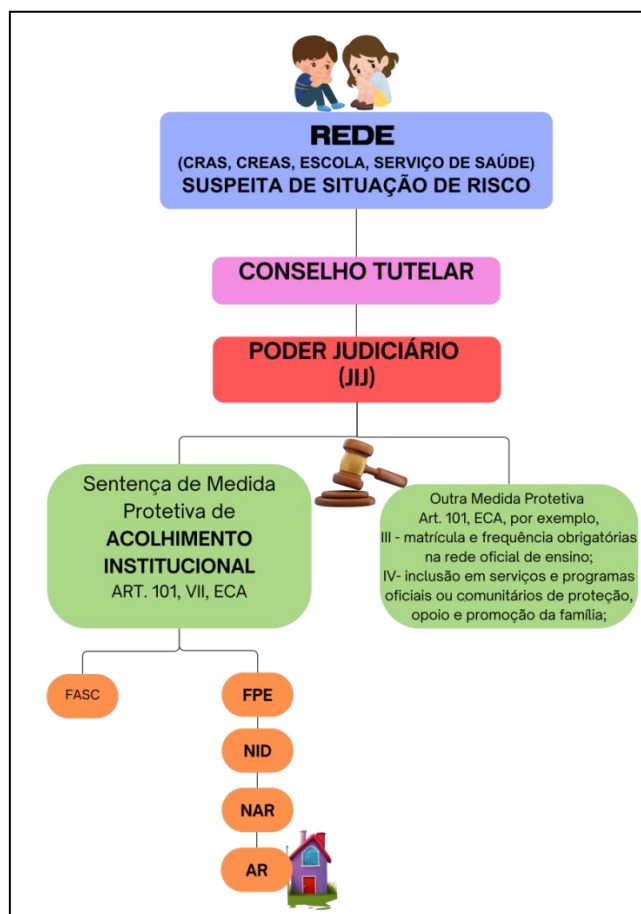 REDE
(CRAS, CREAS, ESCOLA, SERVIÇO DE SAÚDE)
SUSPEITA DE SITUAÇÃO DE RISCO
CONSELHO TUTELAR
PODER JUDICIÁRIO
(JIJ)
Sentença de Medida
Protetiva de
ACOLHIMENTO
INSTITUCIONAL
ART. 101, VII, ECA
Outra Medida Protetiva
Art. 101, ECA, por exemplo,
III - matrícula e frequência obrigatórias
na rede oficial de ensino;
IV- inclusão em serviços e programas
oficiais ou comunitários de proteção,
opoio e promoção da família;
FASC
FPE
NID
NAR
AR